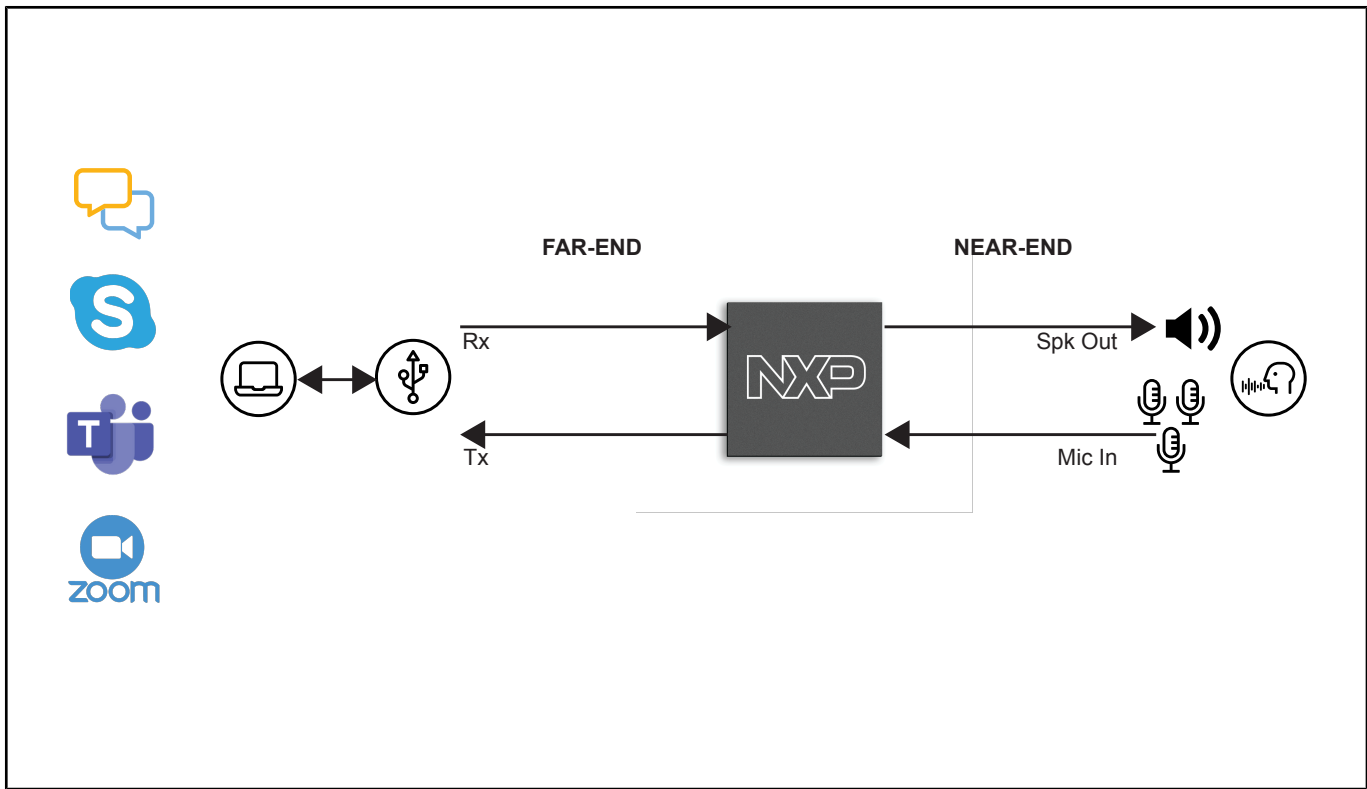 FAR-END
NEAR-END
S
Rx
Spk Out
NXP
T
Tx
Mic In
zoom